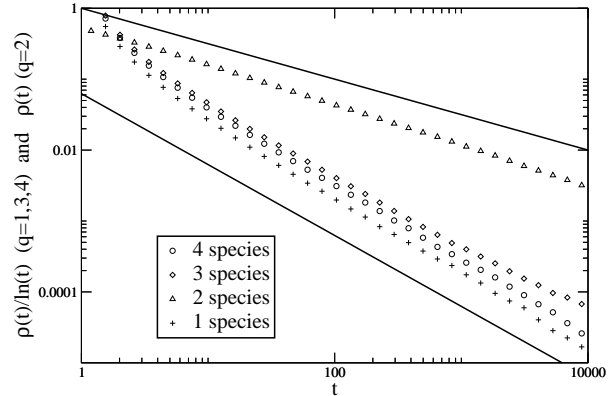 ρ(t)/ln(t) (q=1,3,4) and ρ(t) (q=2)
1
0.01
0.0001
4 species
3 species
2 species
1 species
1
100
10000
t